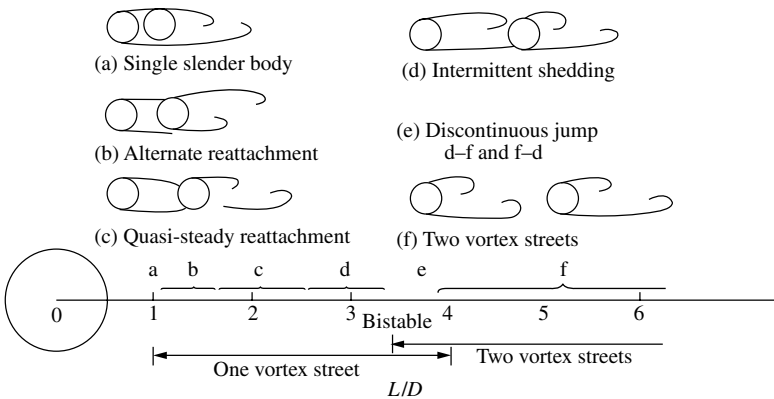 (a) Single slender body
(b) Alternate reattachment
(c) Quasi-steady reattachment
(d) Intermittent shedding
(e) Discontinuous jump
d–f and f–d
(f) Two vortex streets
a b c d e f
0 1 2 3 4 5 6
Bistable
One vortex street
Two vortex streets
L/D